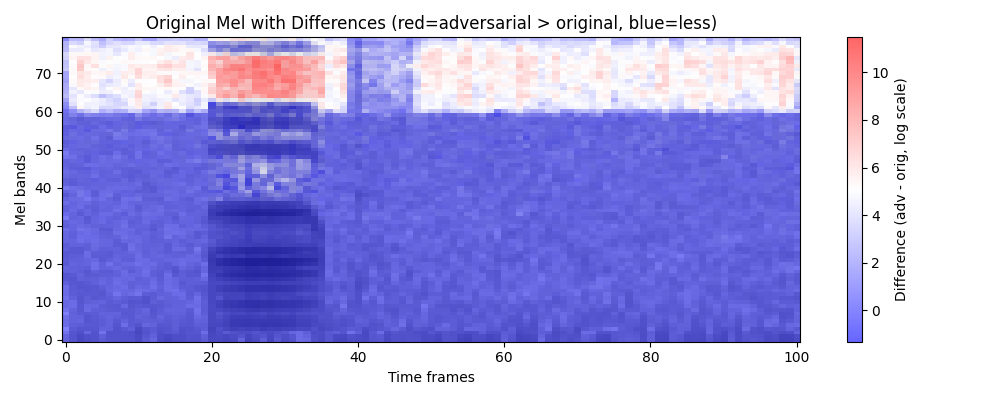 Original Mel with Differences (red=adversarial > original, blue=less)
Mel bands
70
60
50
40
30
20
10
0
0 20 40 60 80 100
Time frames
10
8
6
4
2
0
Difference (adv - orig, log scale)